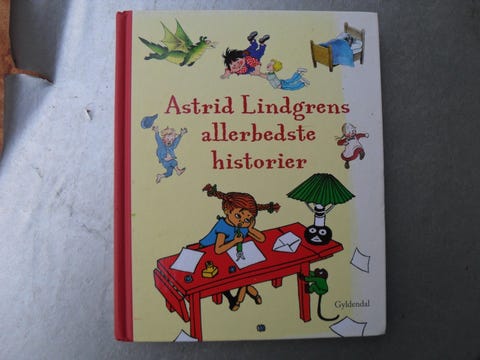 Astrid Lindgrens
allerbedste
historier
Gyldendal